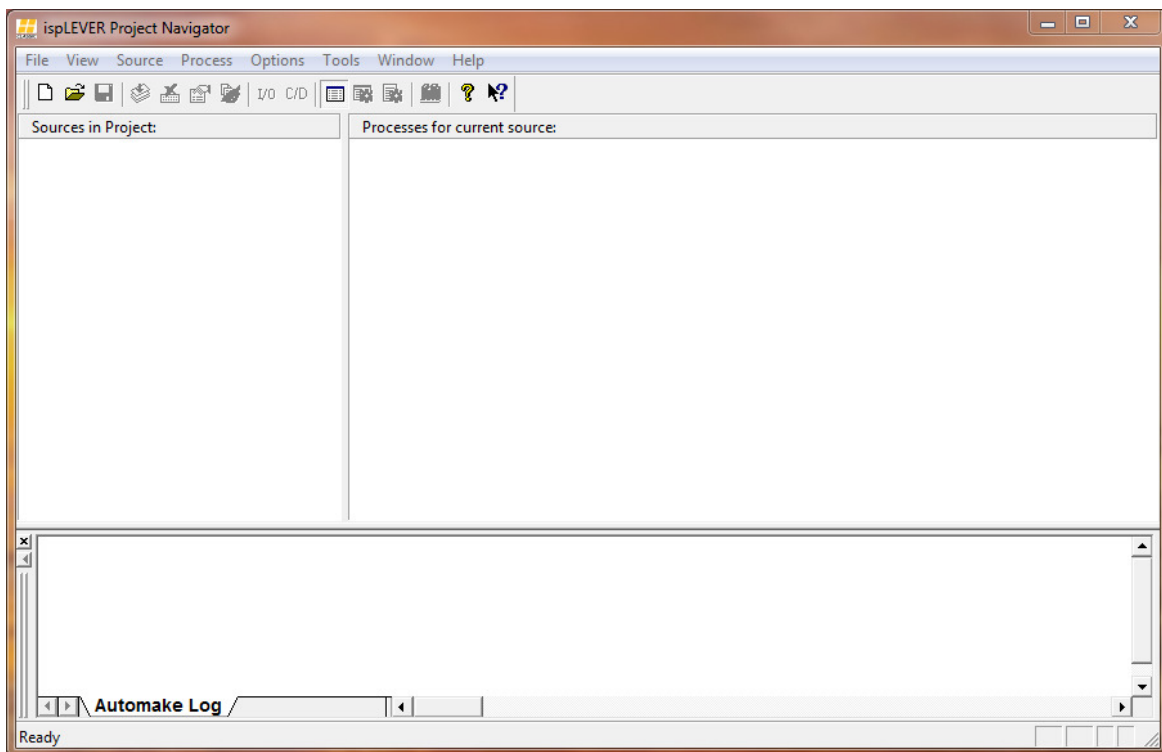 ispLEVER Project Navigator
File View Source Process Options Tools Window Help
I/O C/D
Sources in Project:
Processes for current source:
Automake Log
Ready